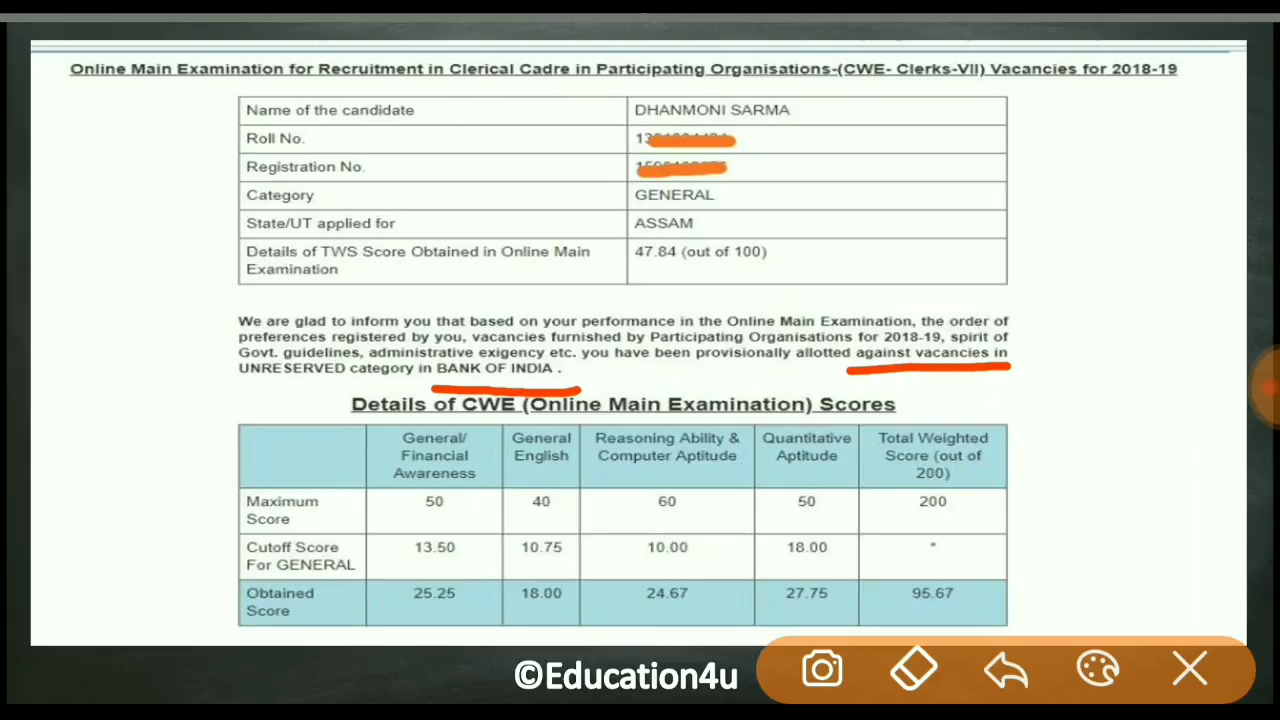 Online Main Examination for Recruitment in Clerical Cadre in Participating Organisations-(CWE- Clerks-VII) Vacancies for 2018-19
Name of the candidate DHANMONI SARMA
Roll No.
Registration No.
Category GENERAL
State/UT applied for ASSAM
Details of TWS Score Obtained in Online Main Examination 47.84 (out of 100)
We are glad to inform you that based on your performance in the Online Main Examination, the order of
preferences registered by you, vacancies furnished by Participating Organisations for 2018-19, spirit of
Govt. guidelines, administrative exigency etc. you have been provisionally allotted against vacancies in
UNRESERVED category in BANK OF INDIA .
Details of CWE (Online Main Examination) Scores
General/ Financial Awareness General English Reasoning Ability & Computer Aptitude Quantitative Aptitude Total Weighted Score (out of 200)
Maximum Score 50 40 60 50 200
Cutoff Score For GENERAL 13.50 10.75 10.00 18.00 *
Obtained Score 25.25 18.00 24.67 27.75 95.67
©Education4u